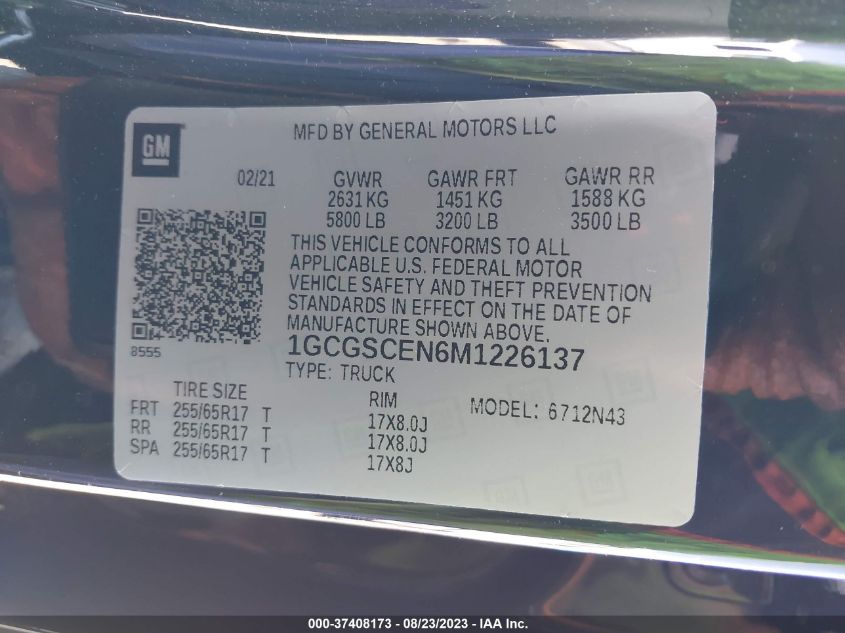 GM
MFD BY GENERAL MOTORS LLC
02/21 GVWR GAWR FRT GAWR RR
2631 KG 1451 KG 1588 KG
5800 LB 3200 LB 3500 LB
THIS VEHICLE CONFORMS TO ALL
APPLICABLE U.S. FEDERAL MOTOR
VEHICLE SAFETY AND THEFT PREVENTION
STANDARDS IN EFFECT ON THE DATE OF
MANUFACTURE SHOWN ABOVE.
8555
1GCGSCEN6M1226137
TYPE: TRUCK
TIRE SIZE RIM MODEL: 6712N43
FRT 255/65R17 T 17X8.0J
RR 255/65R17 T 17X8.0J
SPA 255/65R17 T 17X8J
000-37408173 - 08/23/2023 - IAA Inc.